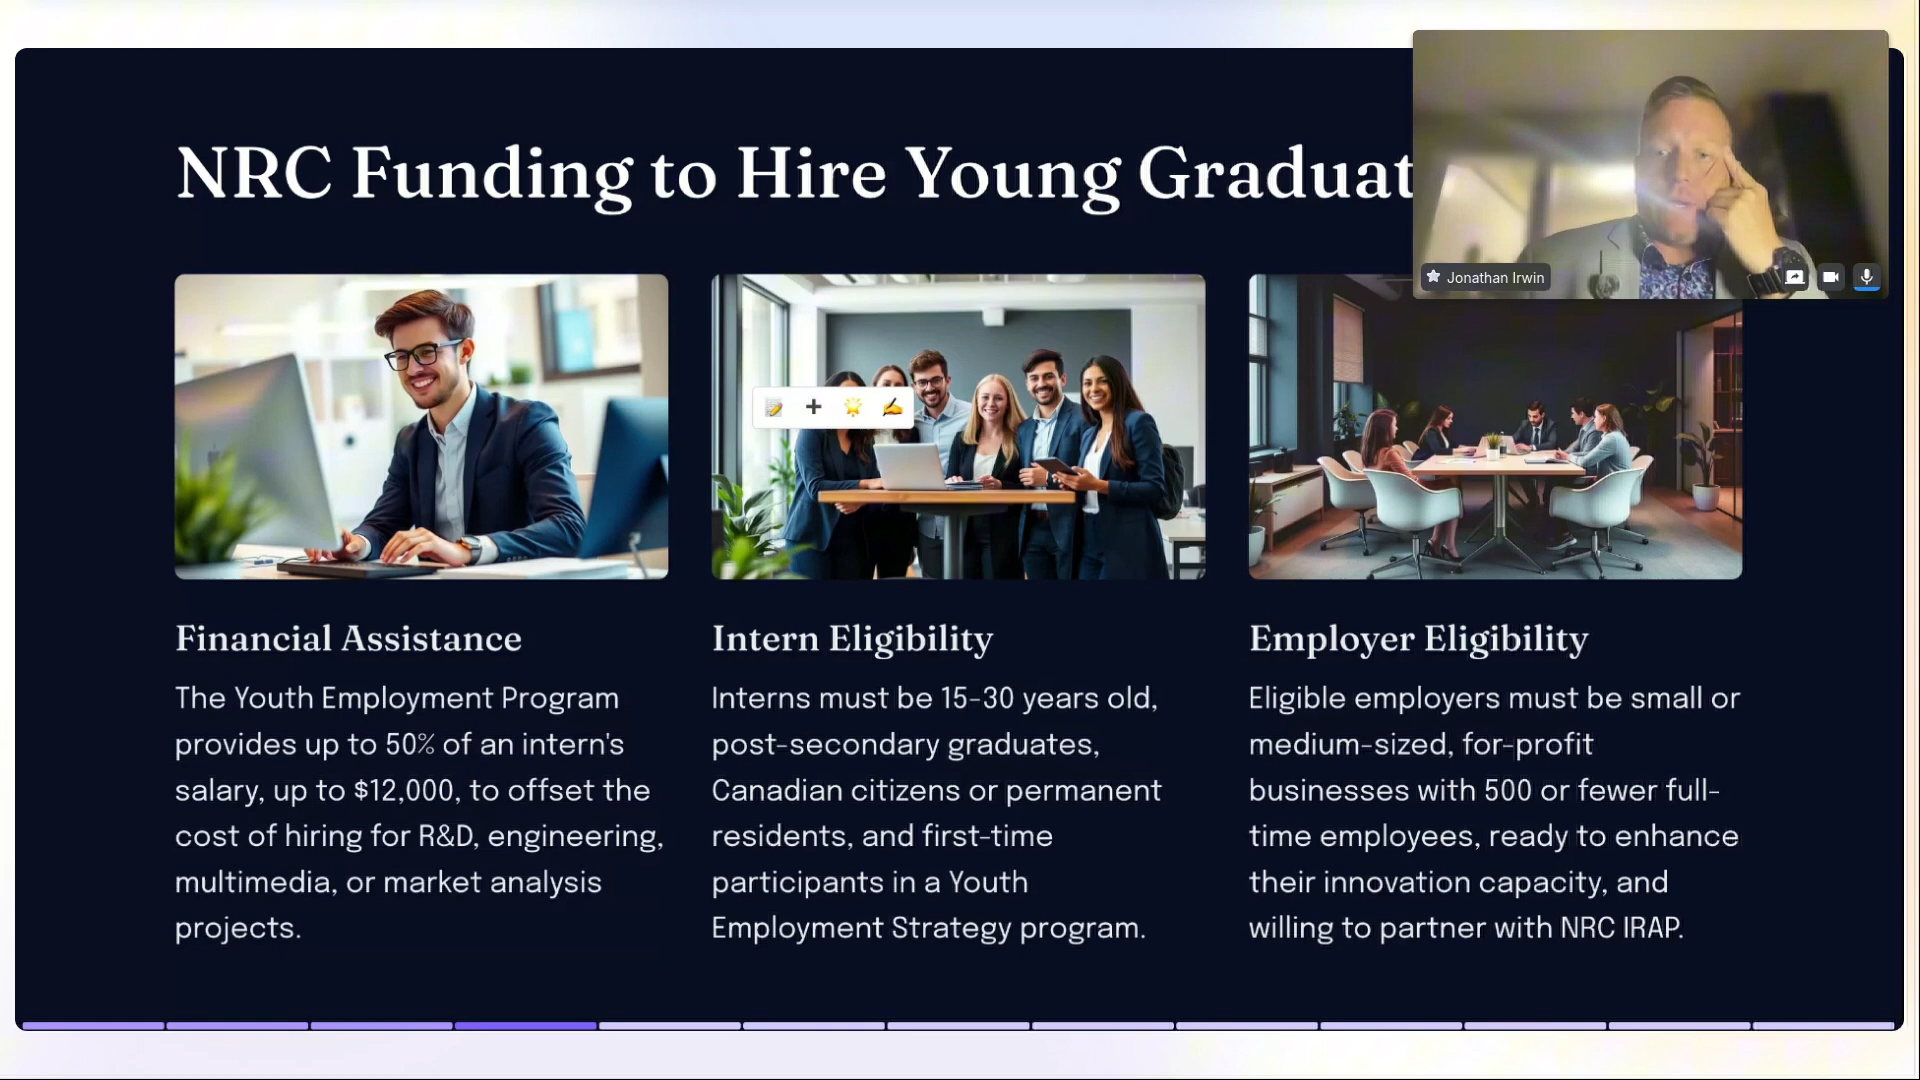 NRC Funding to Hire Young Graduat
Jonathan Irwin
Financial Assistance
The Youth Employment Program
provides up to 50% of an intern's
salary, up to $12,000, to offset the
cost of hiring for R&D, engineering,
multimedia, or market analysis
projects.
Intern Eligibility
Interns must be 15-30 years old,
post-secondary graduates,
Canadian citizens or permanent
residents, and first-time
participants in a Youth
Employment Strategy program.
Employer Eligibility
Eligible employers must be small or
medium-sized, for-profit
businesses with 500 or fewer full-
time employees, ready to enhance
their innovation capacity, and
willing to partner with NRC IRAP.